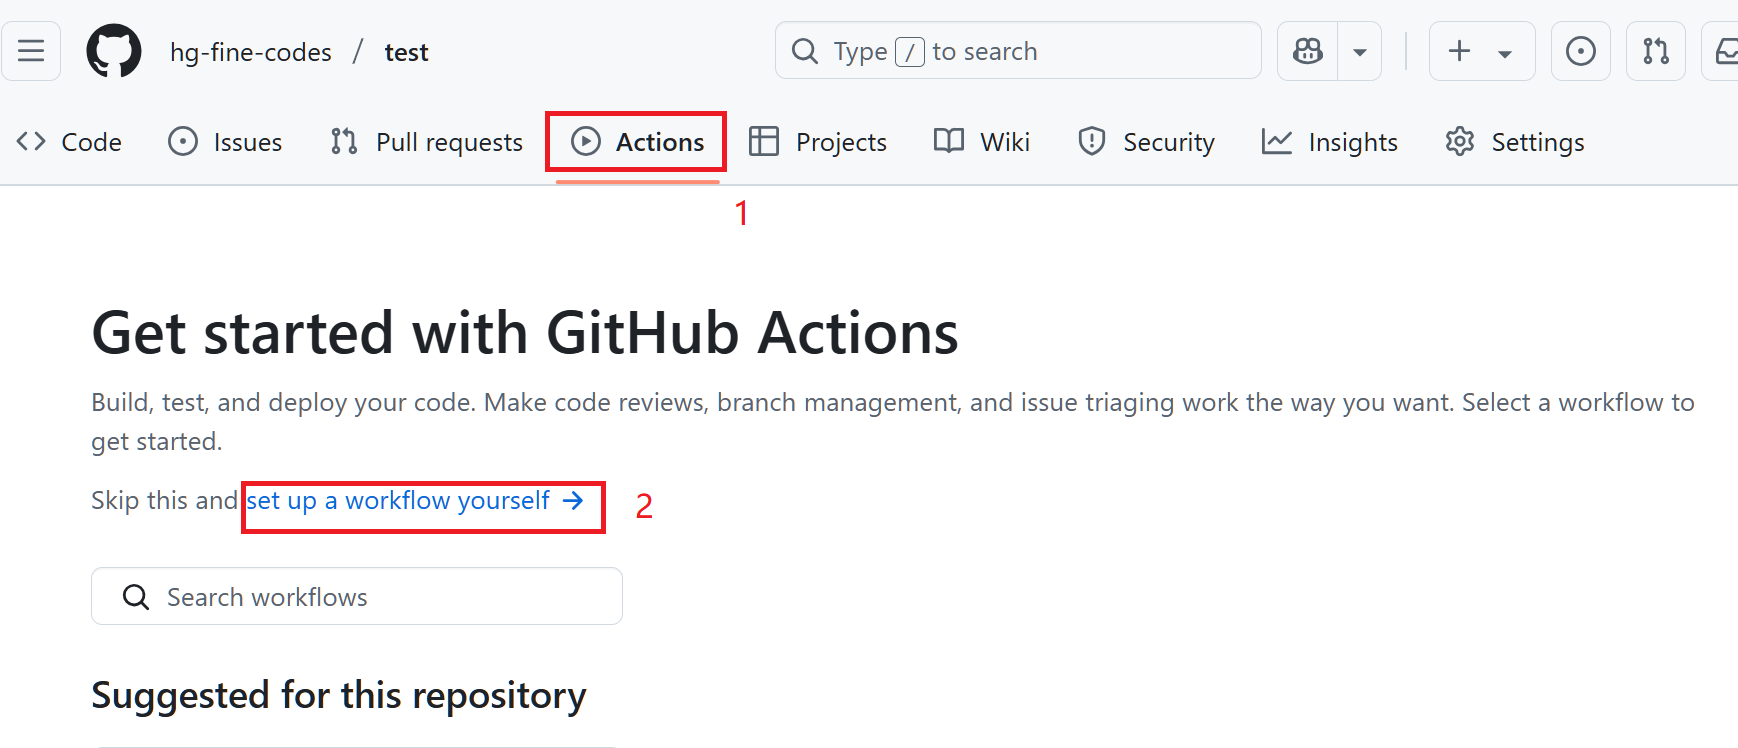 hg-fine-codes / test
Type / to search
Code Issues Pull requests Actions Projects Wiki Security Insights Settings
1
Get started with GitHub Actions
Build, test, and deploy your code. Make code reviews, branch management, and issue triaging work the way you want. Select a workflow to
get started.
Skip this and set up a workflow yourself →
2
Search workflows
Suggested for this repository